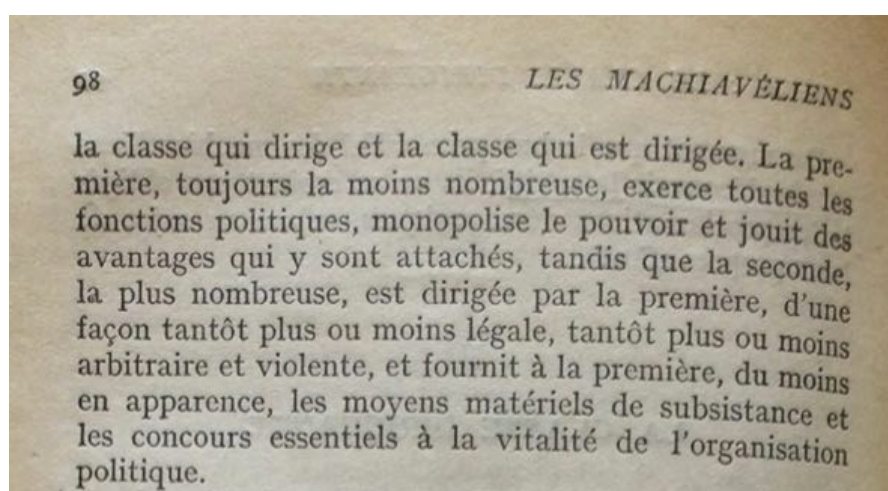 98 LES MACHIAVÉLIENS
la classe qui dirige et la classe qui est dirigée. La pre-
mière, toujours la moins nombreuse, exerce toutes les
fonctions politiques, monopolise le pouvoir et jouit des
avantages qui y sont attachés, tandis que la seconde,
la plus nombreuse, est dirigée par la première, d'une
façon tantôt plus ou moins légale, tantôt plus ou moins
arbitraire et violente, et fournit à la première, du moins
en apparence, les moyens matériels de subsistance et
les concours essentiels à la vitalité de l'organisation
politique.